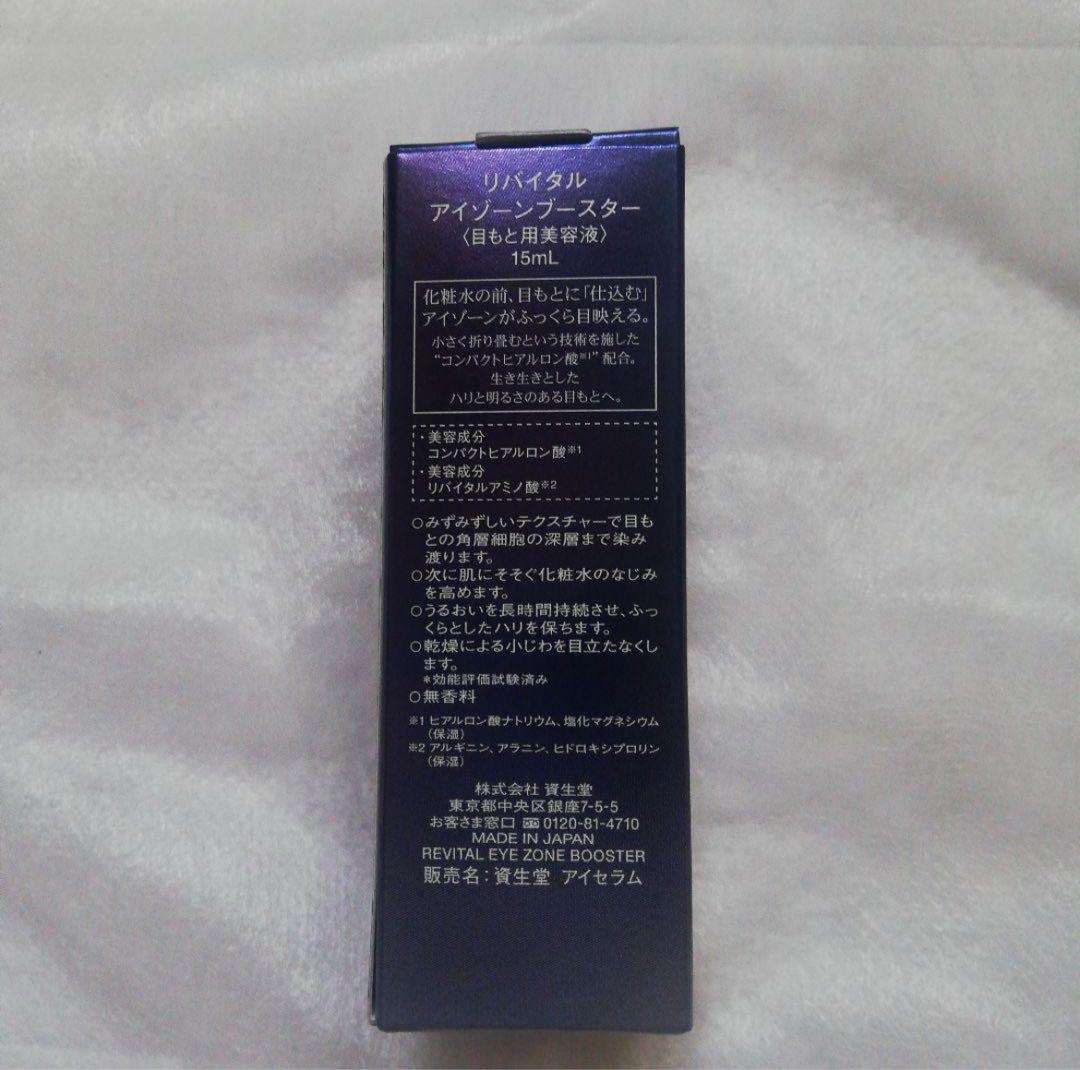 リバイタル
アイゾーンブースター
〈目もと用美容液〉
15mL
化粧水の前、目もとに「仕込む」
アイゾーンがふっくら目映える。
小さく折り畳むという技術を施した
“コンパクトヒアルロン酸※1”配合。
生き生きとした
ハリと明るさのある目もとへ。
・美容成分
コンパクトヒアルロン酸※1
・美容成分
リバイタルアミノ酸※2
○みずみずしいテクスチャーで目も
との角層細胞の深層まで染み
渡ります。
○次に肌にそそぐ化粧水のなじみ
を高めます。
○うるおいを長時間持続させ、ふっ
くらとしたハリを保ちます。
○乾燥による小じわを目立たなくし
ます。
*効能評価試験済み
○無香料
※1 ヒアルロン酸ナトリウム、塩化マグネシウム
（保湿）
※2 アルギニン、アラニン、ヒドロキシプロリン
（保湿）
株式会社 資生堂
東京都中央区銀座7-5-5
お客さま窓口 0120-81-4710
MADE IN JAPAN
REVITAL EYE ZONE BOOSTER
販売名：資生堂 アイセラム